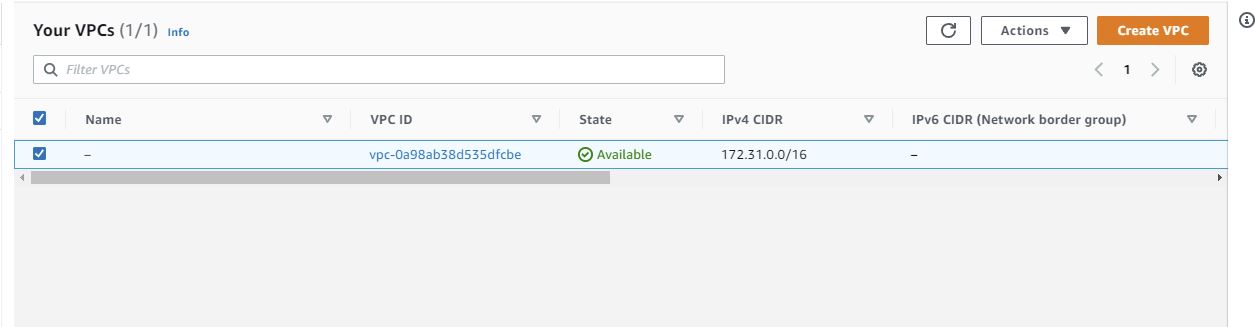 Your VPCs (1/1) Info
Actions
Create VPC
Filter VPCs
1
Name VPC ID State IPv4 CIDR IPv6 CIDR (Network border group)
– vpc-0a98ab38d535dfcbe Available 172.31.0.0/16 –